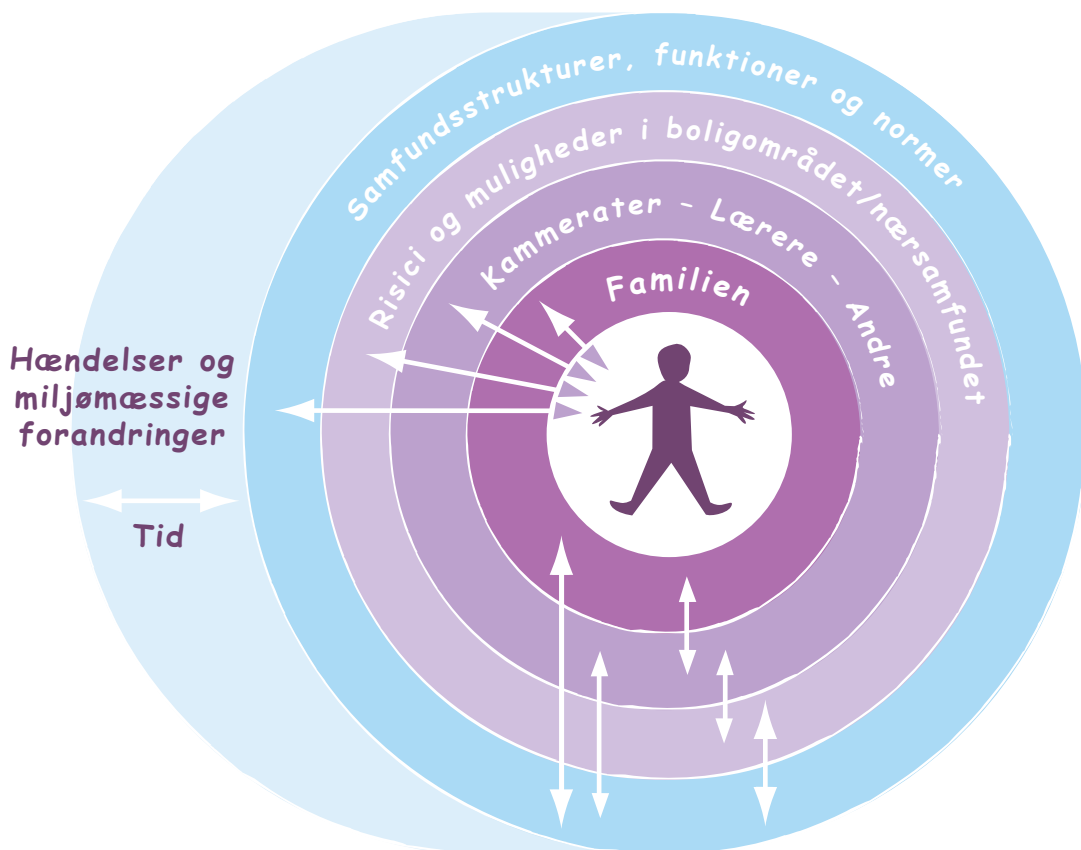 Samfundsstrukturer, funktioner og normer
Risici og muligheder i boligområdet/nærsamfundet
Kammerater - Lærere - Andre
Familien
Hændelser og
miljømæssige
forandringer
Tid